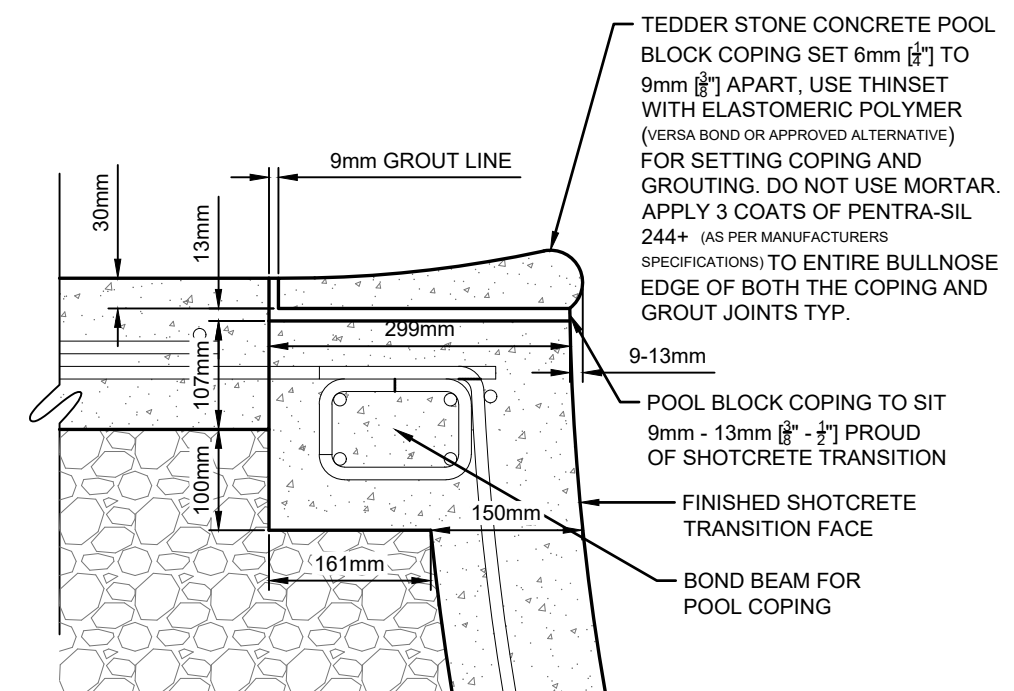 TEDDER STONE CONCRETE POOL
BLOCK COPING SET 6mm [1/4"] TO
9mm [3/8"] APART, USE THINSET
WITH ELASTOMERIC POLYMER
(VERSA BOND OR APPROVED ALTERNATIVE)
FOR SETTING COPING AND
GROUTING. DO NOT USE MORTAR.
APPLY 3 COATS OF PENTRA-SIL
244+ (AS PER MANUFACTURERS
SPECIFICATIONS) TO ENTIRE BULLNOSE
EDGE OF BOTH THE COPING AND
GROUT JOINTS TYP.
9mm GROUT LINE
30mm
13mm
299mm
9-13mm
107mm
POOL BLOCK COPING TO SIT
9mm - 13mm [3/8" - 1/2"] PROUD
OF SHOTCRETE TRANSITION
100mm
150mm
FINISHED SHOTCRETE
TRANSITION FACE
161mm
BOND BEAM FOR
POOL COPING